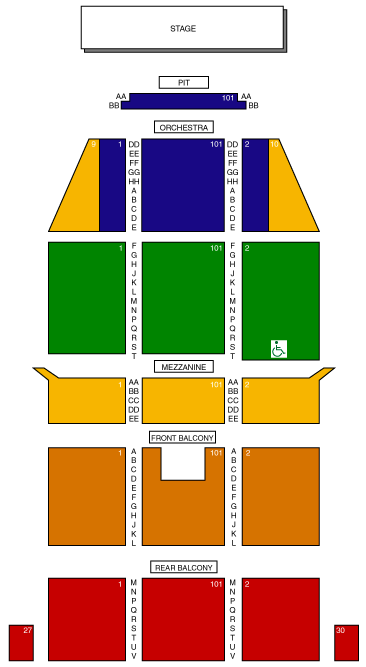 STAGE
PIT
AA 101 AA
BB BB
ORCHESTRA
9 1 DD 101 DD 2 10
EE EE
FF FF
GG GG
HH HH
A A
B B
C C
D D
E E
1 F 101 F 2
G G
H H
J J
K K
L L
M M
N N
P P
Q Q
R R
S S
T T
MEZZANINE
1 AA 101 AA 2
BB BB
CC CC
DD DD
EE EE
FRONT BALCONY
1 A 101 A 2
B B
C C
D D
E E
F F
G G
H H
J J
K K
L L
REAR BALCONY
1 M 101 M 2
N N
P P
Q Q
R R
27 S S 30
T T
U U
V V